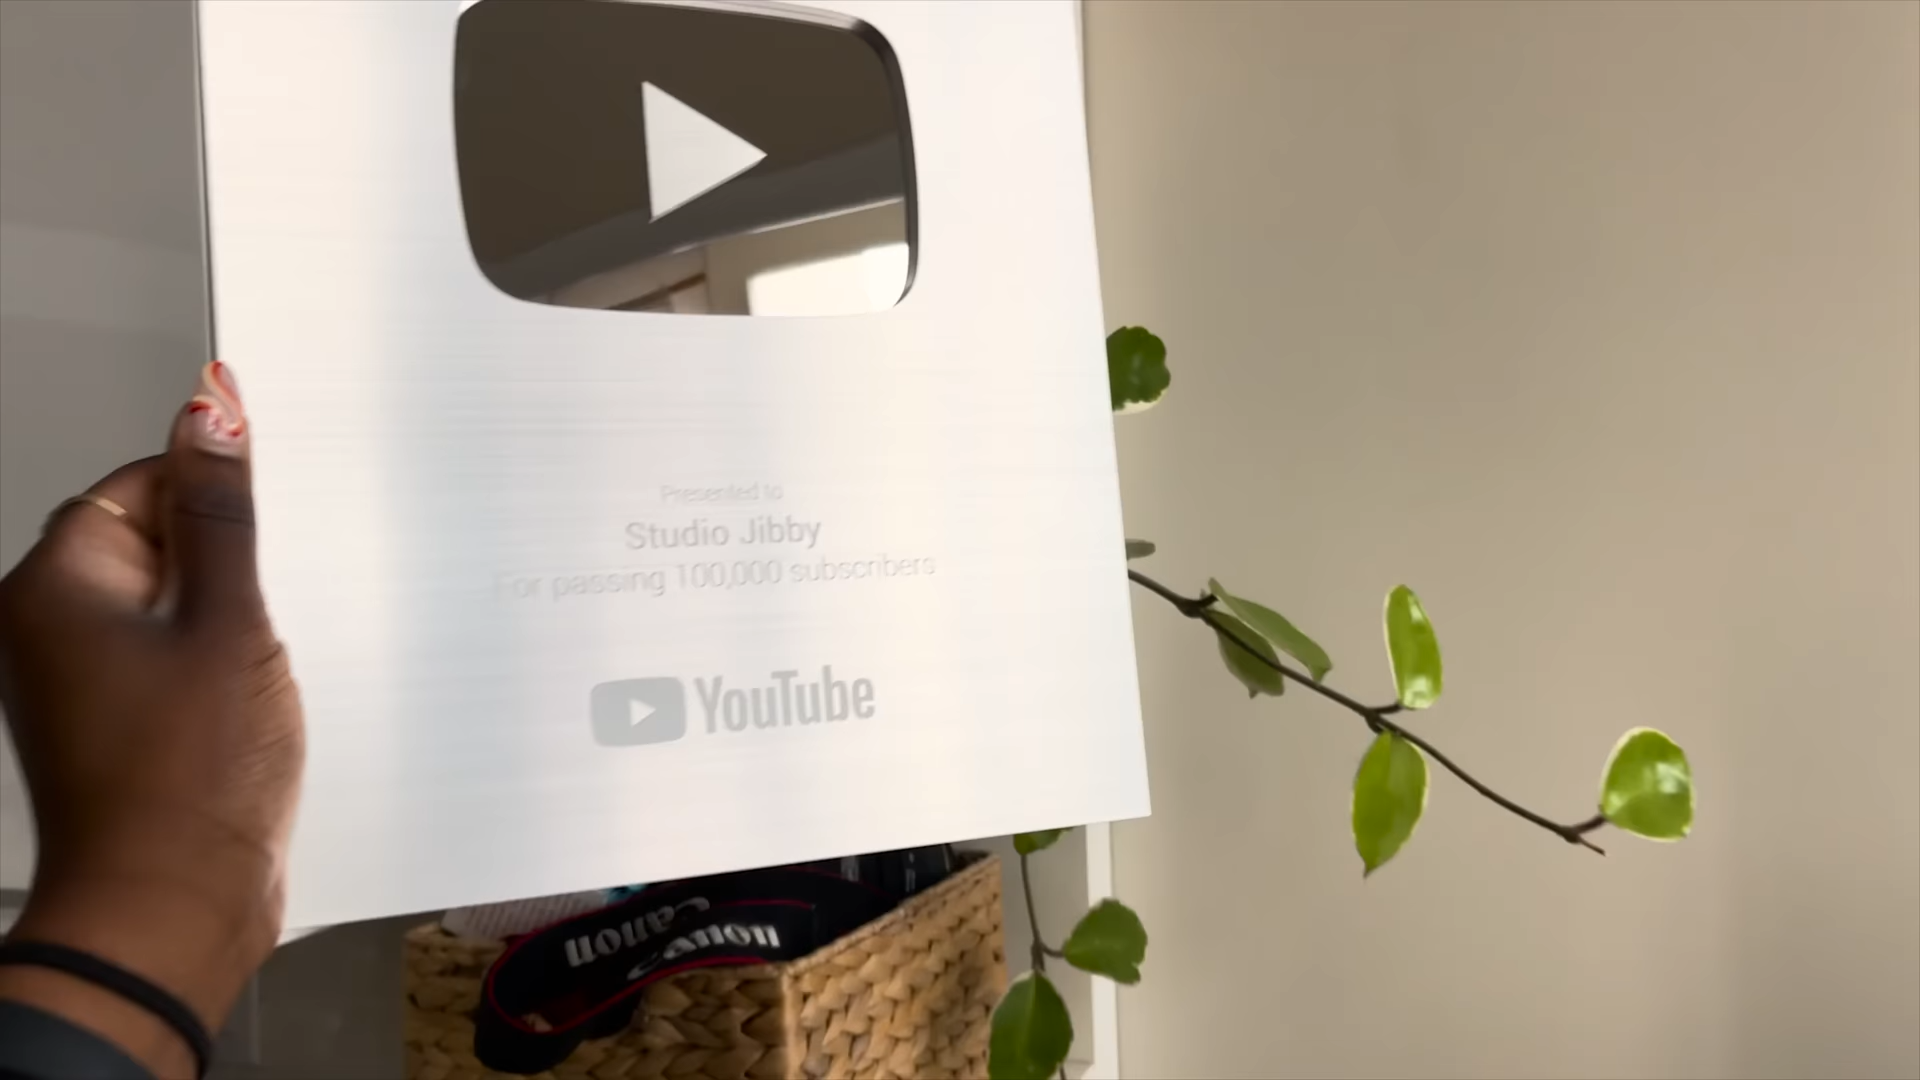 Presented to
Studio Jibby
For passing 100,000 subscribers
YouTube
Canon
Canon